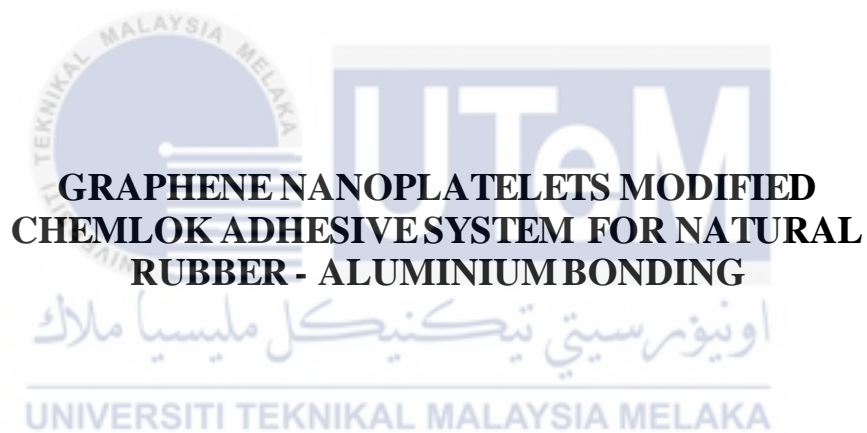 UNIVERSITI TEKNIKAL MALAYSIA MELAKA
UTeM
GRAPHENE NANOPLATELETS MODIFIED
CHEMLOK ADHESIVE SYSTEM FOR NATURAL
RUBBER - ALUMINIUM BONDING
اونيۏرسيتي تيكنيكل مليسيا ملاك
UNIVERSITI TEKNIKAL MALAYSIA MELAKA